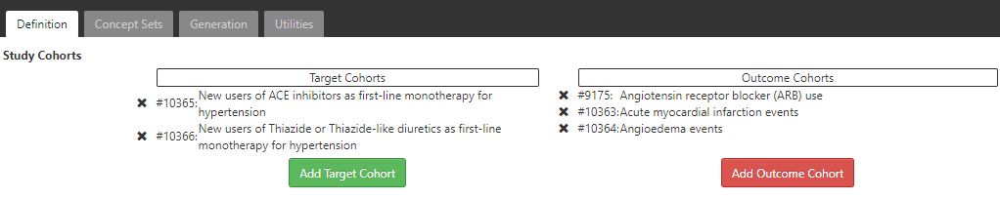 Definition
Concept Sets
Generation
Utilities
Study Cohorts
Target Cohorts
✖ #10365: New users of ACE inhibitors as first-line monotherapy for
hypertension
✖ #10366: New users of Thiazide or Thiazide-like diuretics as first-line
monotherapy for hypertension
Add Target Cohort
Outcome Cohorts
✖ #9175: Angiotensin receptor blocker (ARB) use
✖ #10363: Acute myocardial infarction events
✖ #10364: Angioedema events
Add Outcome Cohort